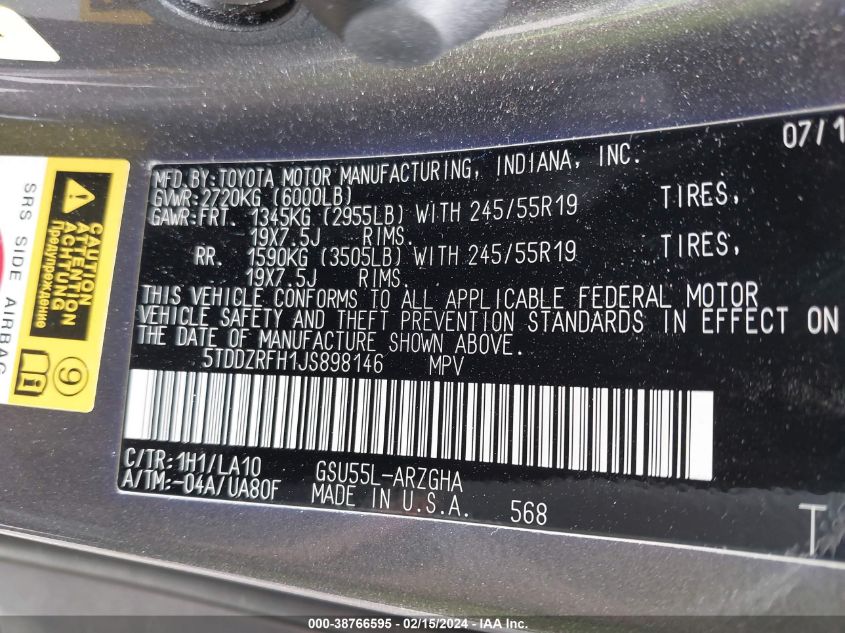 07/1
MFD.BY:TOYOTA MOTOR MANUFACTURING, INDIANA, INC.
GVWR:2720KG (6000LB)
GAWR:FRT. 1345KG (2955LB) WITH 245/55R19 TIRES,
19X7.5J RIMS.
RR. 1590KG (3505LB) WITH 245/55R19 TIRES,
19X7.5J RIMS.
THIS VEHICLE CONFORMS TO ALL APPLICABLE FEDERAL MOTOR
VEHICLE SAFETY AND THEFT PREVENTION STANDARDS IN EFFECT ON
THE DATE OF MANUFACTURE SHOWN ABOVE.
5TDDZRFH1JS898146 MPV
C/TR:1H1/LA10 GSU55L-ARZGHA
A/TM:-04A/UA80F MADE IN U.S.A. 568
T
SRS SIDE AIRBAG
CAUTION
ATTENTION
ACHTUNG
Предупреждение
9
000-38766595 - 02/15/2024 - IAA Inc.